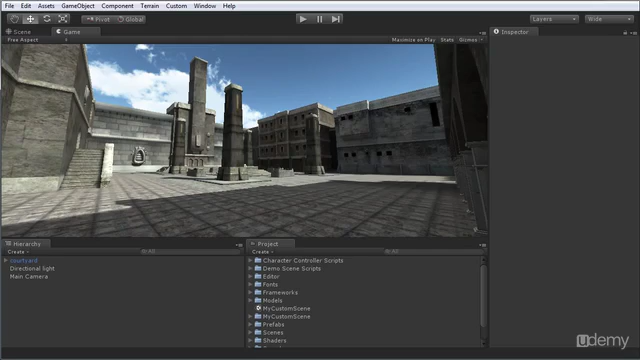 File Edit Assets GameObject Component Terrain Custom Window Help
Pivot Global Layers Wide
Scene Game Inspector
Free Aspect Maximize on Play Stats Gizmos
Hierarchy Project
Create All Create All
courtyard
Directional light
Main Camera
Character Controller Scripts
Demo Scene Scripts
Editor
Fonts
Frameworks
Models
MyCustomScene
MyCustomScene
Prefabs
Scenes
Shaders
udemy